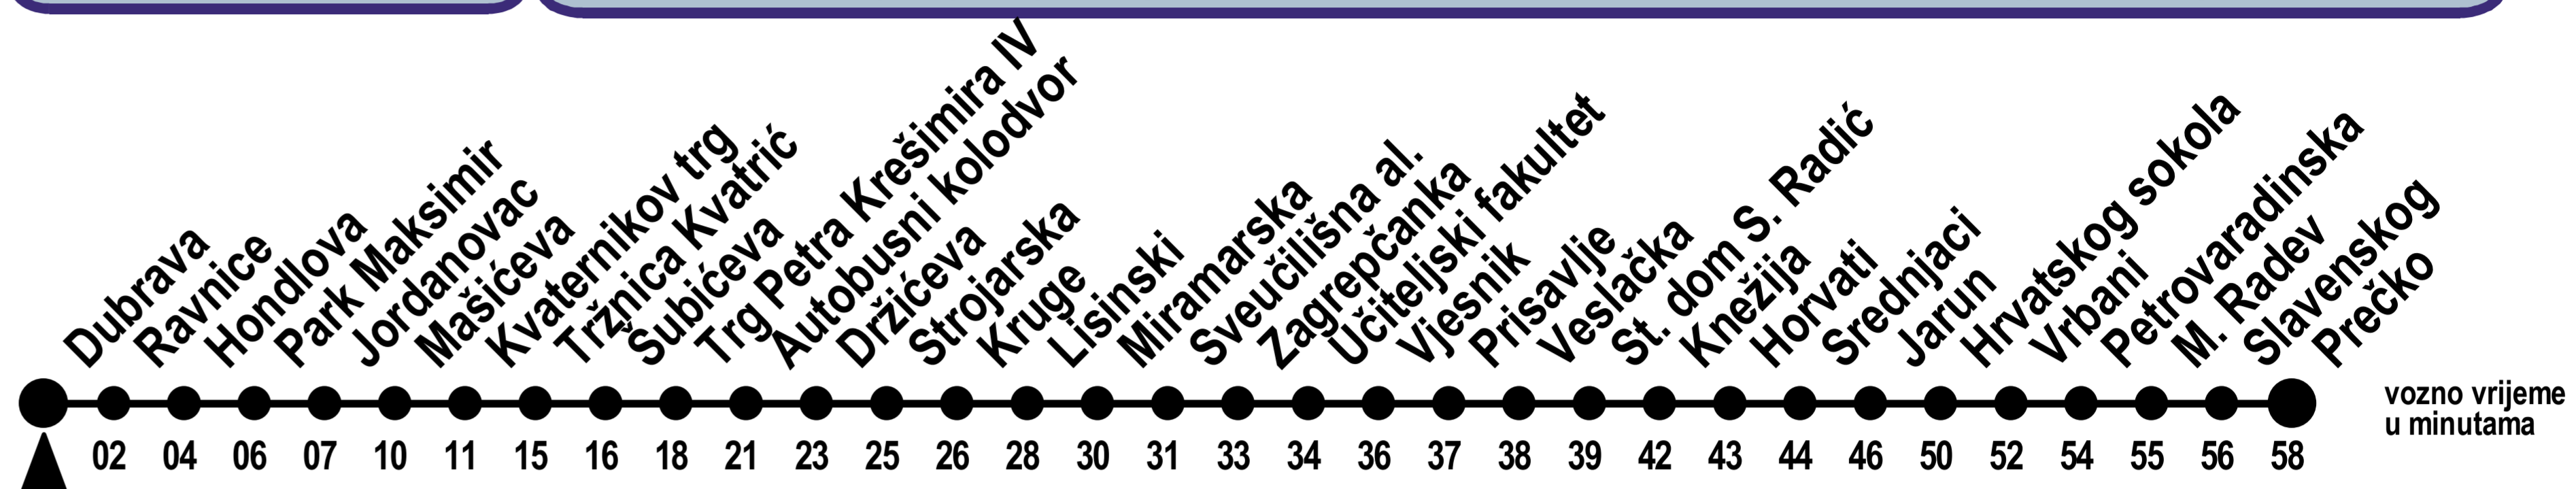 Dubrava
Ravnice
Hondlova
Park Maksimir
Jordanovac
Mašićeva
Kvaternikov trg
Tržnica Kvatrić
Šubićeva
Trg Petra Krešimira IV
Autobusni kolodvor
Držićeva
Strojarska
Kruge
Lisinski
Miramarska
Sveučilišna al.
Zagrepčanka
Učiteljski fakultet
Vjesnik
Prisavlje
Veslačka
St. dom S. Radić
Knežija
Horvati
Srednjaci
Jarun
Hrvatskog sokola
Vrbani
Petrovaradinska
M. Radev
Slavenskog
Prečko
02 04 06 07 10 11 15 16 18 21 23 25 26 28 30 31 33 34 36 37 38 39 42 43 44 46 50 52 54 55 56 58
vozno vrijeme
u minutama